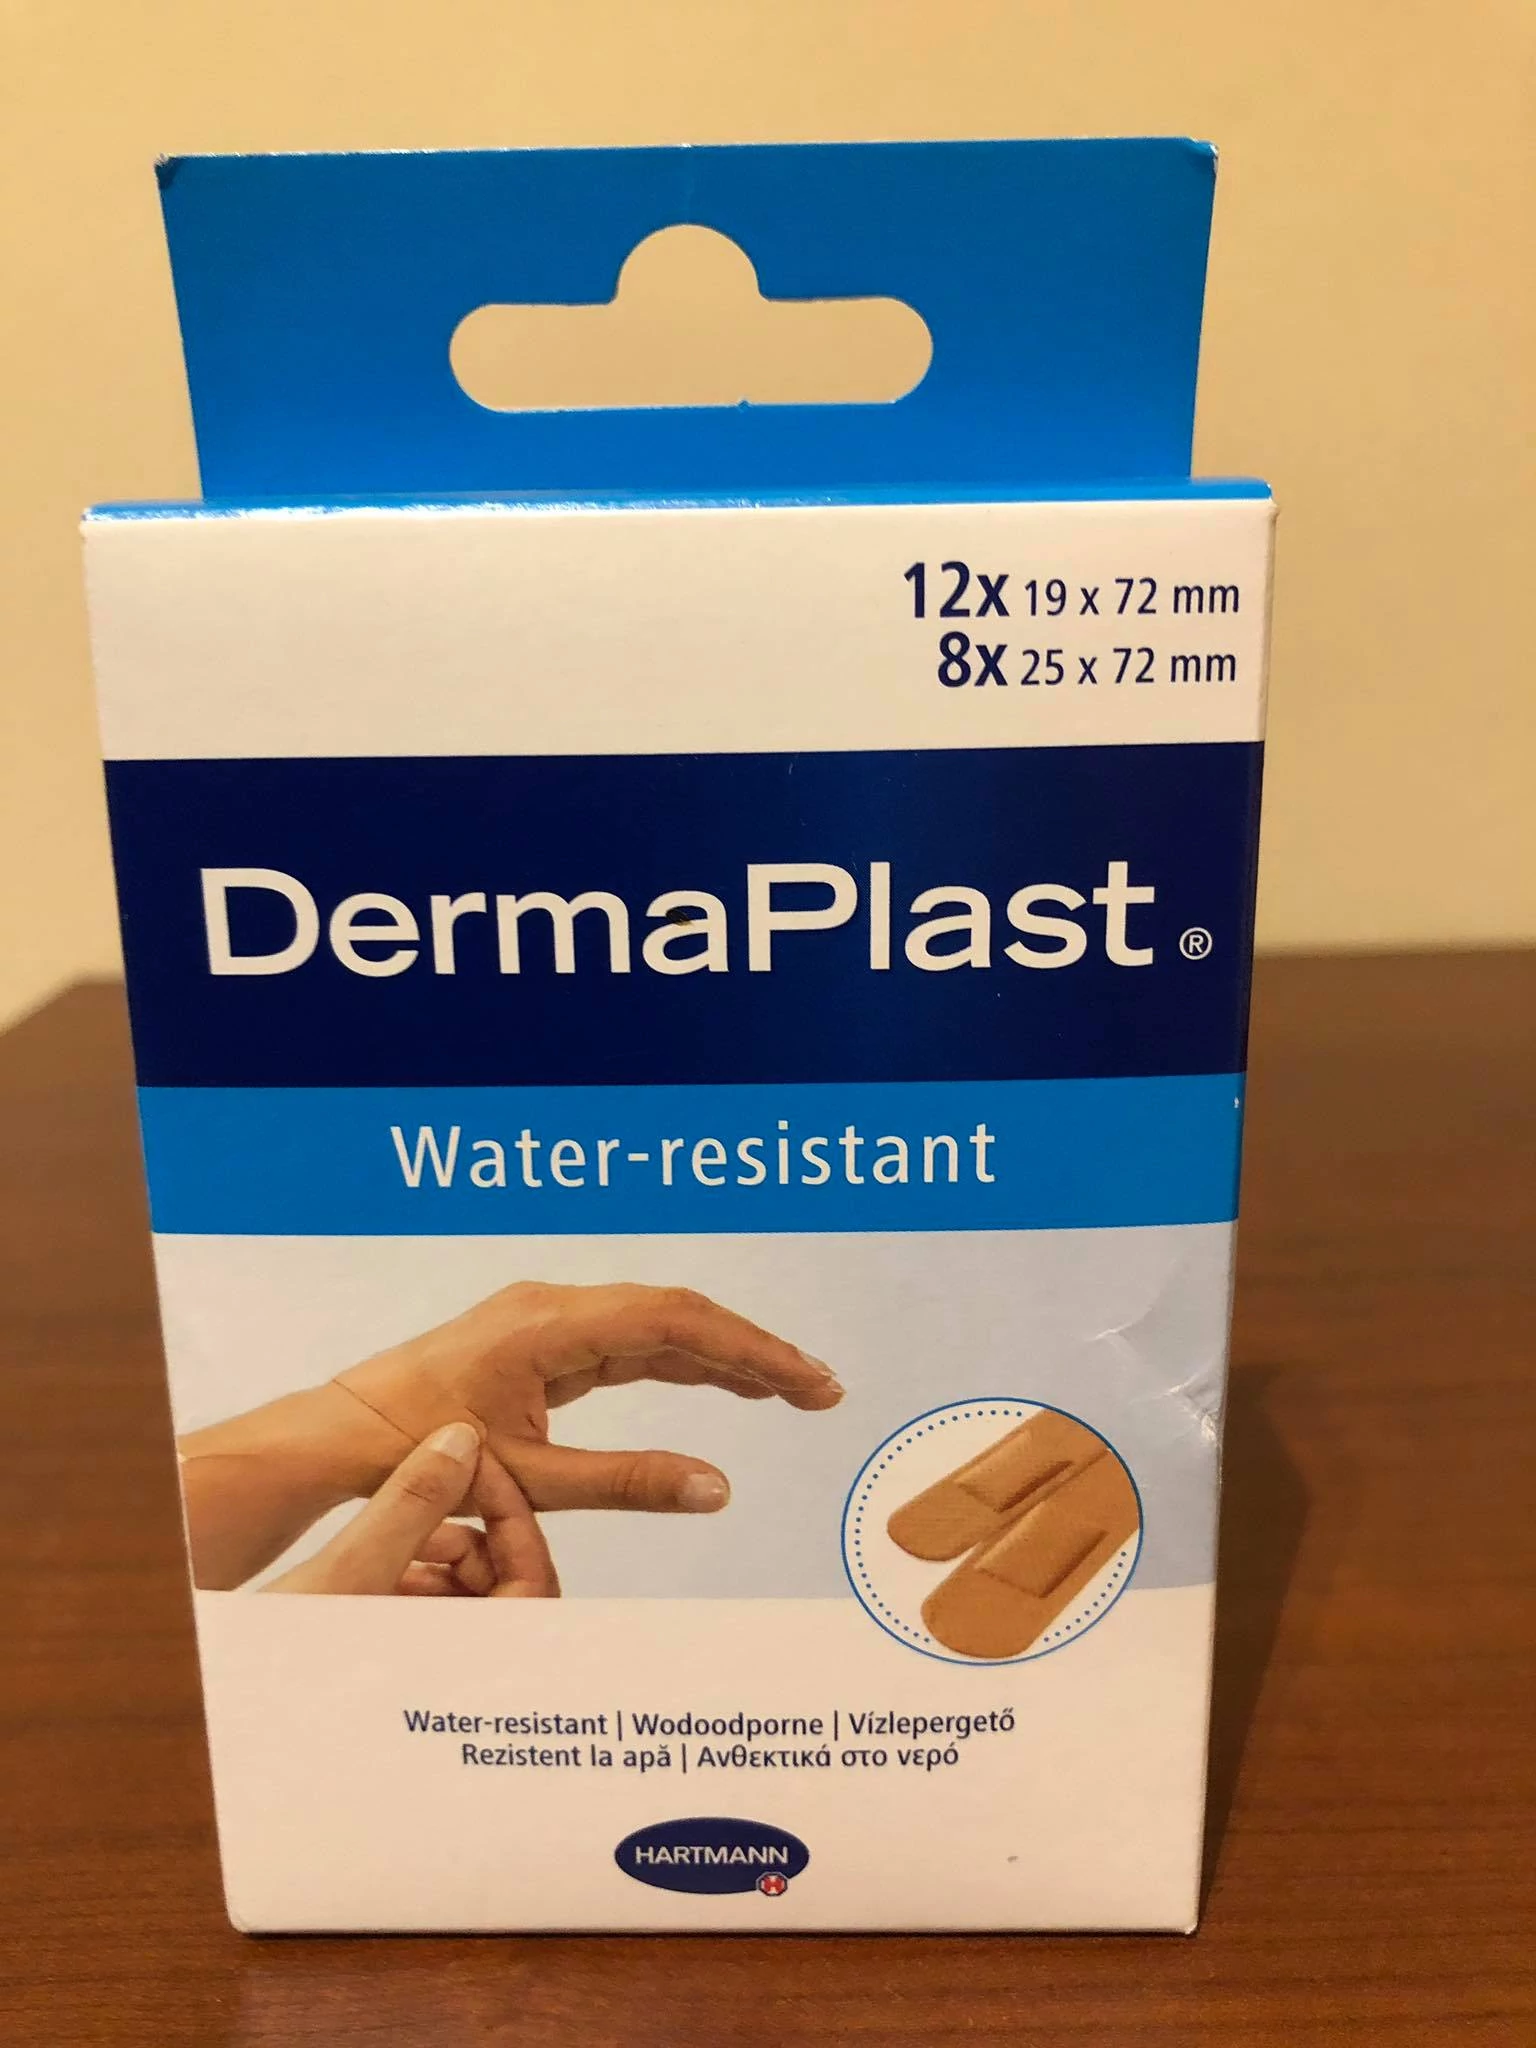 12x 19 x 72 mm
8x 25 x 72 mm
DermaPlast®
Water-resistant
Water-resistant | Wodoodporne | Vízlepergető
Rezistent la apă | Ανθεκτικά στο νερό
HARTMANN
H